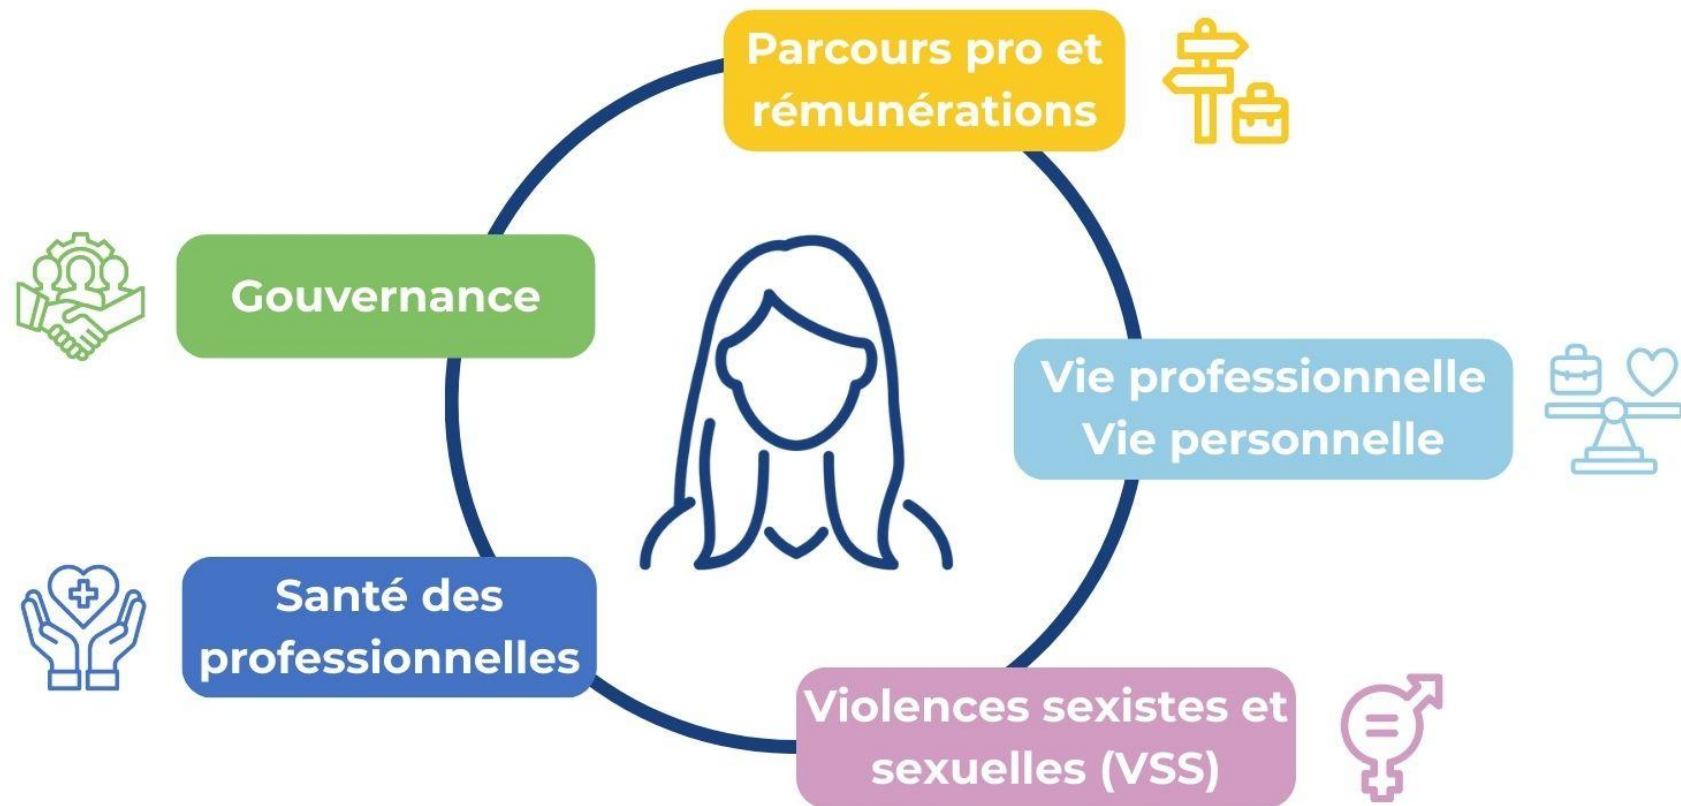 Parcours pro et
rémunérations
Gouvernance
Vie professionnelle
Vie personnelle
Santé des
professionnelles
Violences sexistes et
sexuelles (VSS)